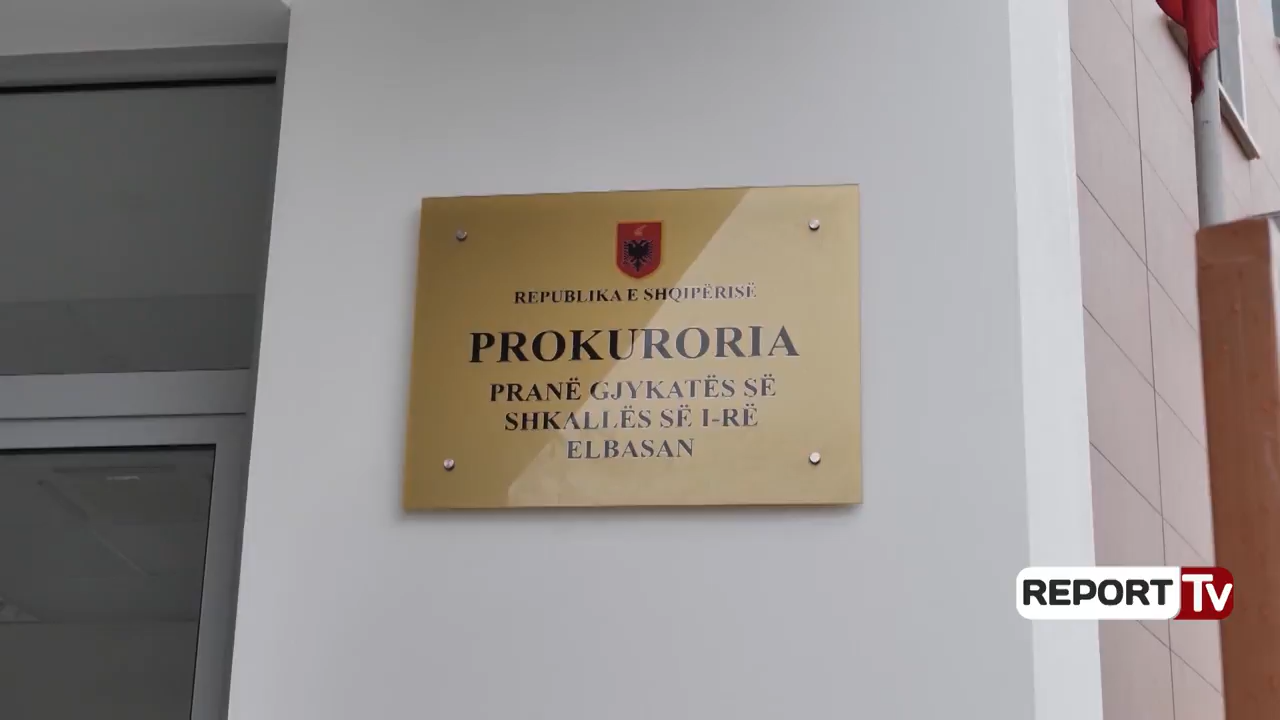 REPUBLIKA E SHQIPËRISË
PROKURORIA
PRANË GJYKATËS SË
SHKALLËS SË I-RË
ELBASAN
REPORT Tv